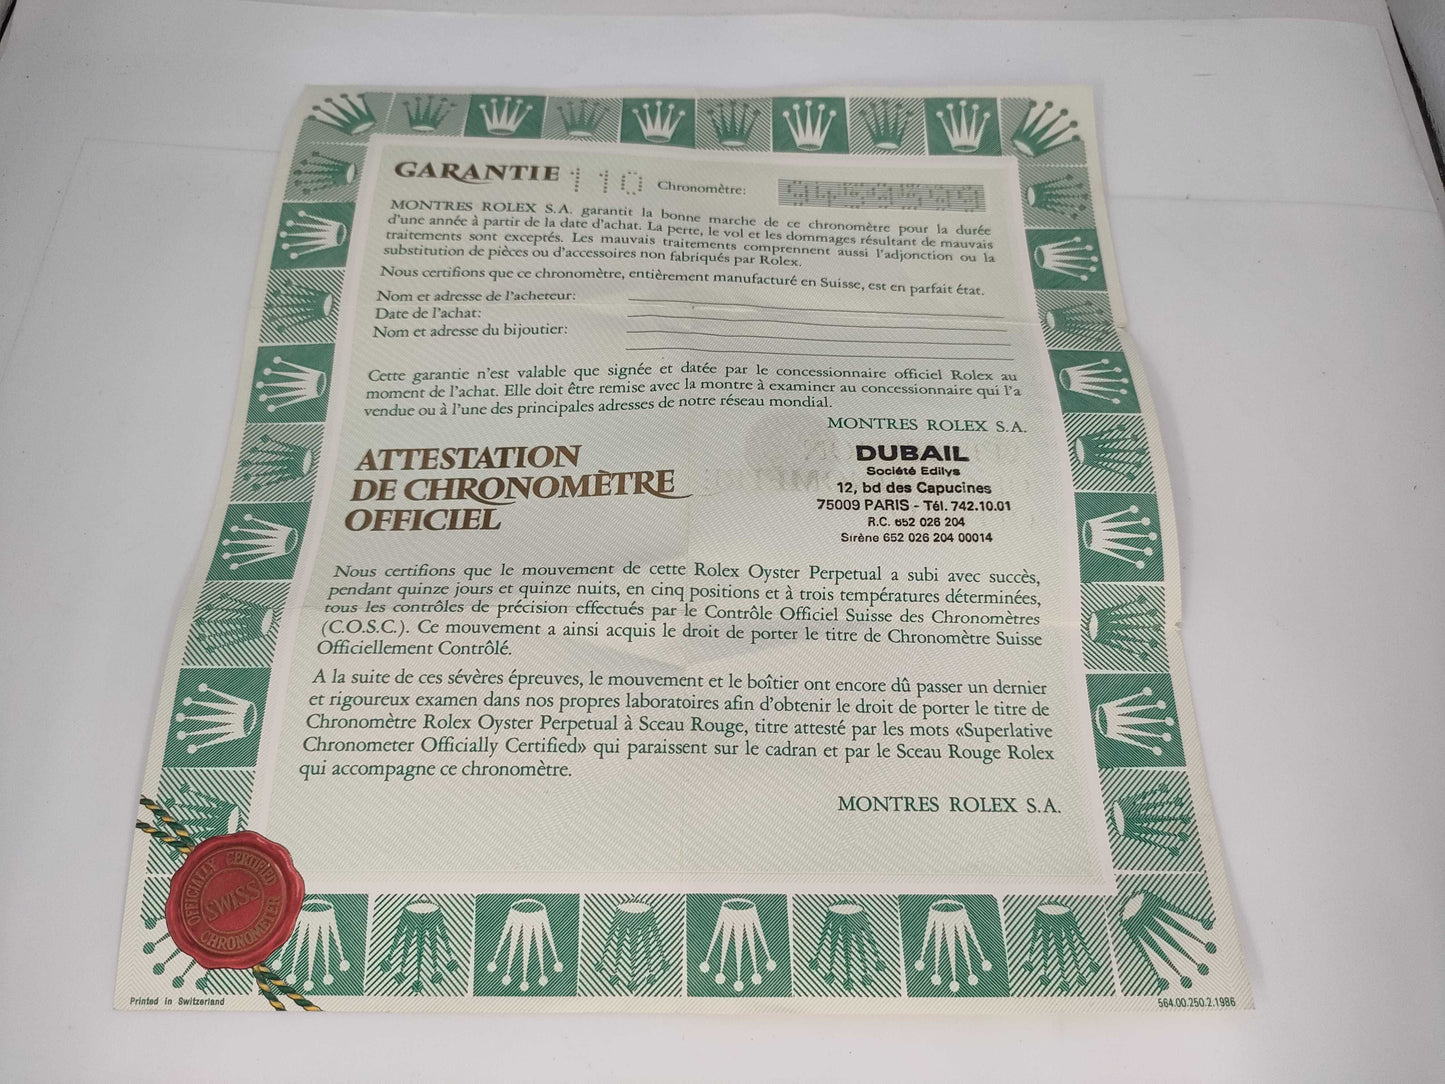 GARANTIE 110 Chronomètre:
MONTRES ROLEX S.A. garantit la bonne marche de ce chronomètre pour la durée
d'une année à partir de la date d'achat. La perte, le vol et les dommages résultant de mauvais
traitements sont exceptés. Les mauvais traitements comprennent aussi l'adjonction ou la
substitution de pièces ou d'accessoires non fabriqués par Rolex.
Nous certifions que ce chronomètre, entièrement manufacturé en Suisse, est en parfait état.
Nom et adresse de l'acheteur:
Date de l'achat:
Nom et adresse du bijoutier:
Cette garantie n'est valable que signée et datée par le concessionnaire officiel Rolex au
moment de l'achat. Elle doit être remise avec la montre à examiner au concessionnaire qui l'a
vendue ou à l'une des principales adresses de notre réseau mondial.
MONTRES ROLEX S.A.
DUBAIL
Société Edilys
12, bd des Capucines
75009 PARIS - Tél. 742.10.01
R.C. 652 026 204
Sirène 652 026 204 00014
ATTESTATION
DE CHRONOMÈTRE
OFFICIEL
Nous certifions que le mouvement de cette Rolex Oyster Perpetual a subi avec succès,
pendant quinze jours et quinze nuits, en cinq positions et à trois températures déterminées,
tous les contrôles de précision effectués par le Contrôle Officiel Suisse des Chronomètres
(C.O.S.C.). Ce mouvement a ainsi acquis le droit de porter le titre de Chronomètre Suisse
Officiellement Contrôlé.
A la suite de ces sévères épreuves, le mouvement et le boîtier ont encore dû passer un dernier
et rigoureux examen dans nos propres laboratoires afin d'obtenir le droit de porter le titre de
Chronomètre Rolex Oyster Perpetual à Sceau Rouge, titre attesté par les mots «Superlative
Chronometer Officially Certified» qui paraissent sur le cadran et par le Sceau Rouge Rolex
qui accompagne ce chronomètre.
MONTRES ROLEX S.A.
OFFICIALLY CERTIFIED
SWISS
CHRONOMETER
Printed in Switzerland
564.00.250.2.1986